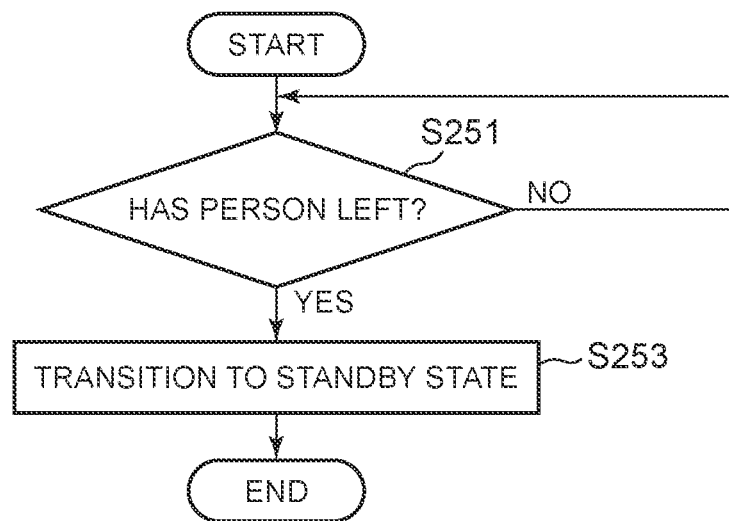 START
S251
HAS PERSON LEFT?
NO
YES
TRANSITION TO STANDBY STATE
S253
END